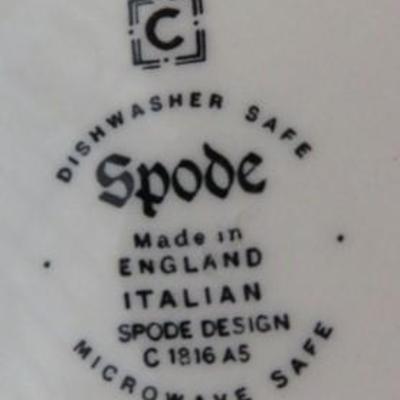 C
DISHWASHER SAFE
Spode
Made in
ENGLAND
ITALIAN
SPODE DESIGN
C 1816 A5
MICROWAVE SAFE